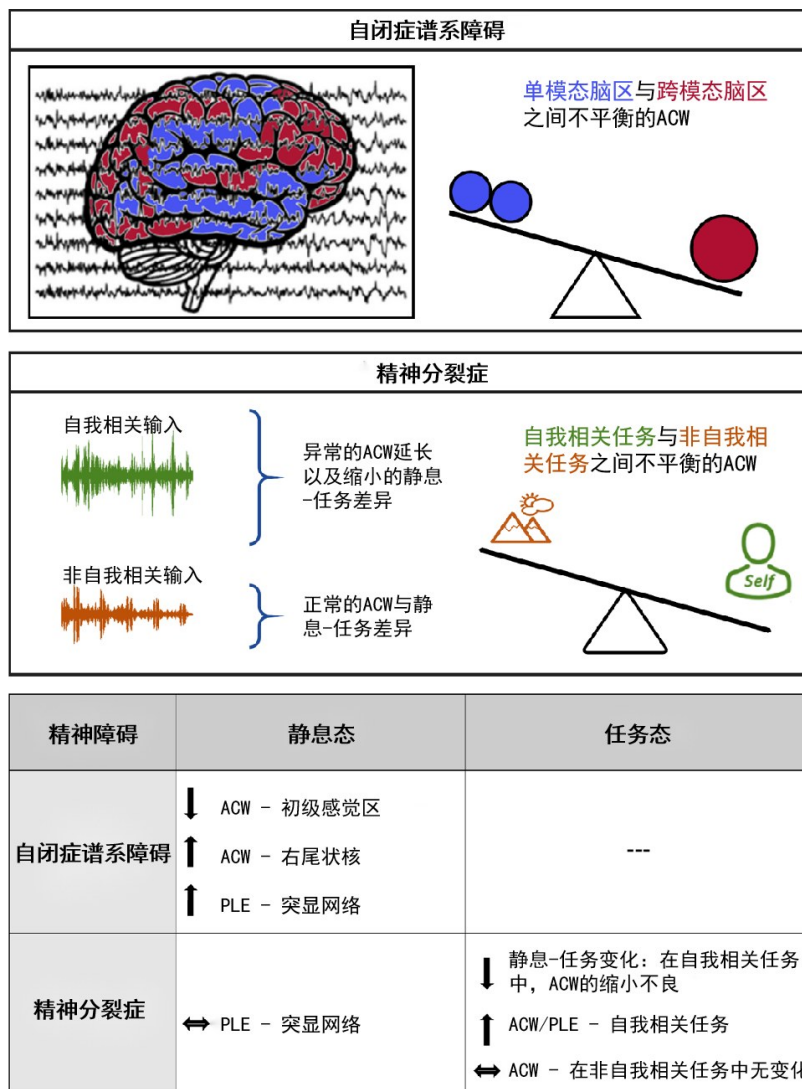 自闭症谱系障碍
单模态脑区与跨模态脑区
之间不平衡的ACW
精神分裂症
自我相关输入
异常的ACW延长
以及缩小的静息
-任务差异
非自我相关输入
正常的ACW与静
息-任务差异
自我相关任务与非自我相
关任务之间不平衡的ACW
Self
精神障碍
静息态
任务态
自闭症谱系障碍
↓ ACW - 初级感觉区
↑ ACW - 右尾状核
↑ PLE - 突显网络
---
精神分裂症
↔ PLE - 突显网络
↓ 静息-任务变化: 在自我相关任务
中, ACW的缩小不良
↑ ACW/PLE - 自我相关任务
↔ ACW - 在非自我相关任务中无变化